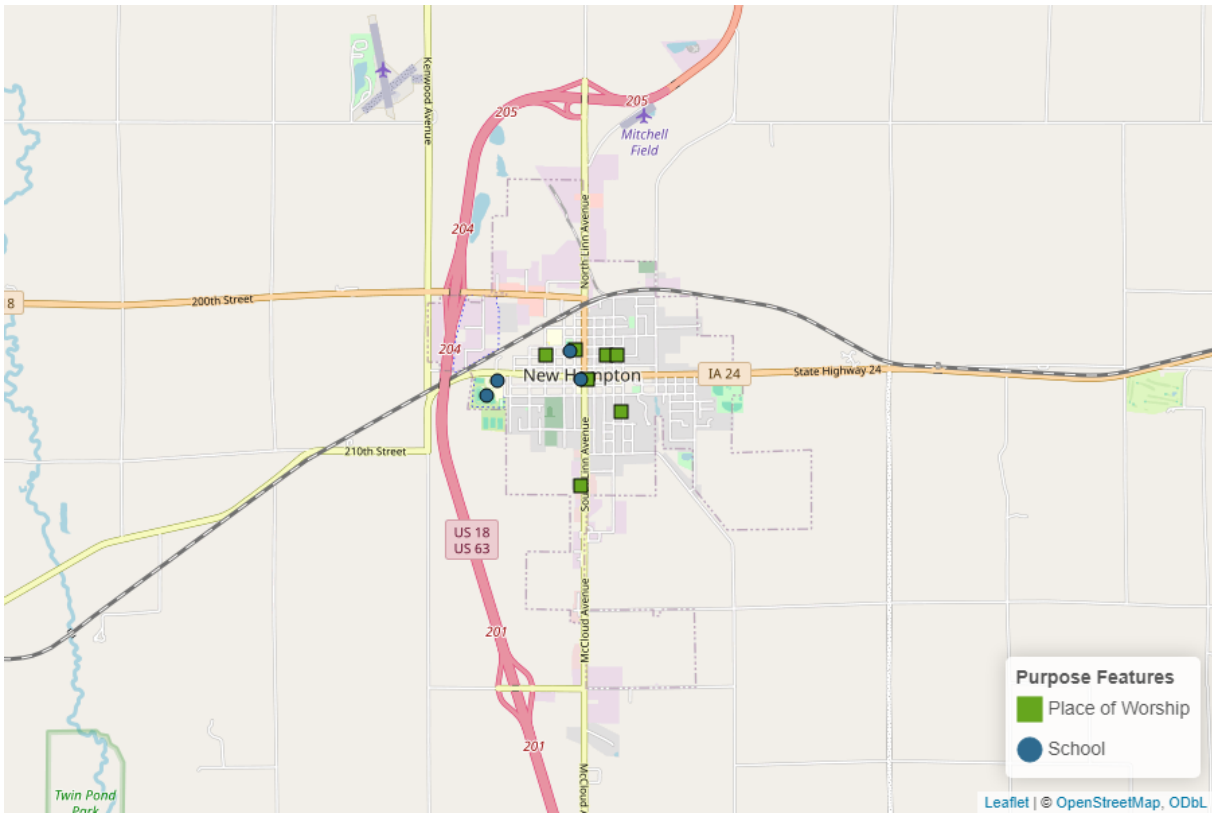 Kenwood Avenue
205
205
Mitchell
Field
204
North Linn Avenue
8
200th Street
204
New Hampton
IA 24
State Highway 24
210th Street
South Linn Avenue
US 18
US 63
McCloud Avenue
201
201
McCloud A
Twin Pond
Park
Purpose Features
Place of Worship
School
Leaflet | © OpenStreetMap, ODbL